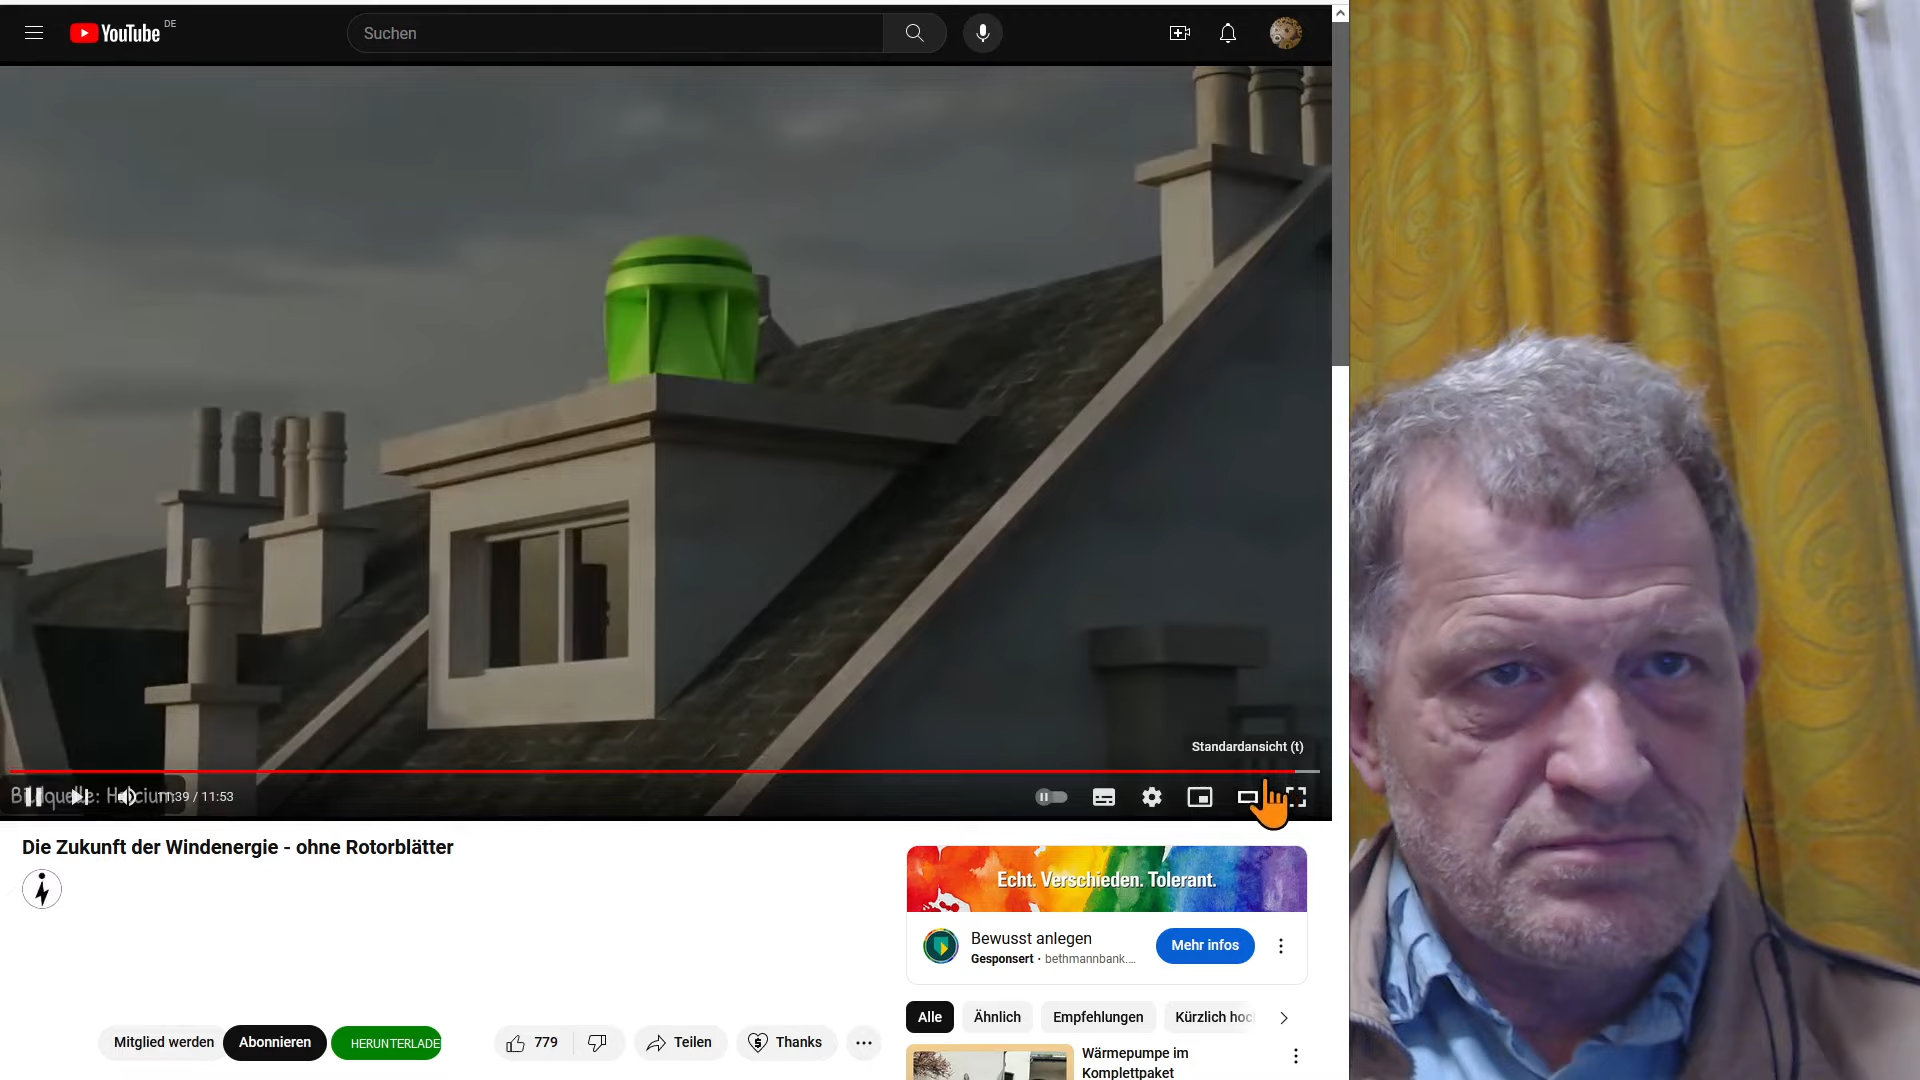 YouTube DE
Suchen
Standardansicht (t)
11:39 / 11:53
Die Zukunft der Windenergie - ohne Rotorblätter
Echt. Verschieden. Tolerant.
Bewusst anlegen
Gesponsert · bethmannbank....
Mehr infos
Alle
Ähnlich
Empfehlungen
Kürzlich hoc
Mitglied werden
Abonnieren
HERUNTERLADE
779
Teilen
Thanks
Wärmepumpe im
Komplettpaket